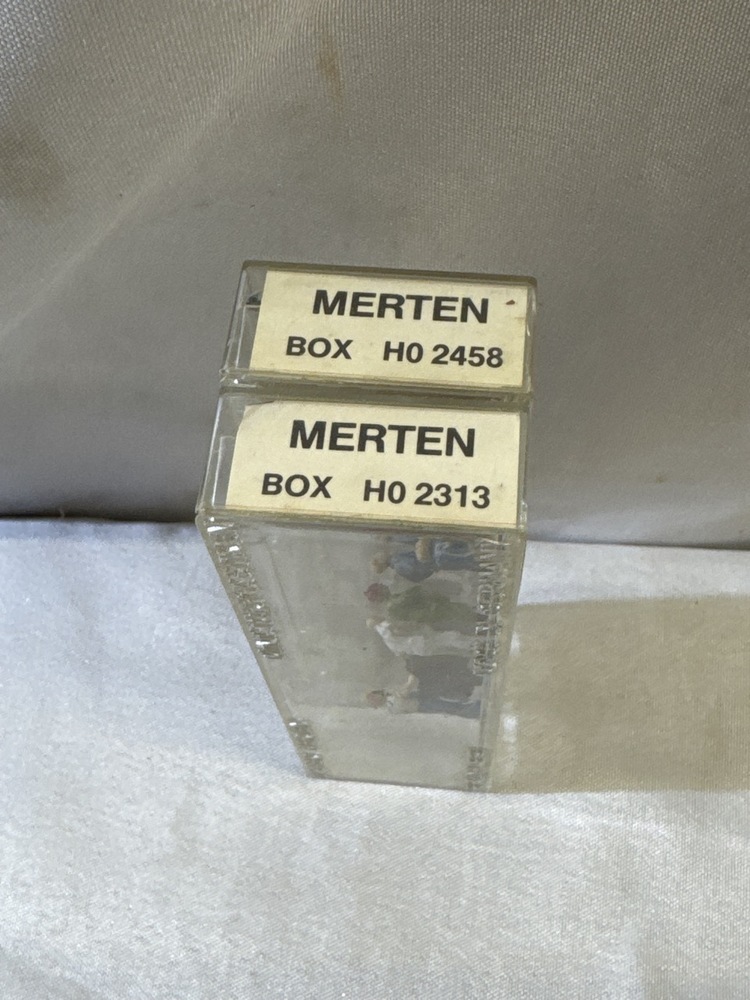 MERTEN
BOX H0 2458
MERTEN
BOX H0 2313